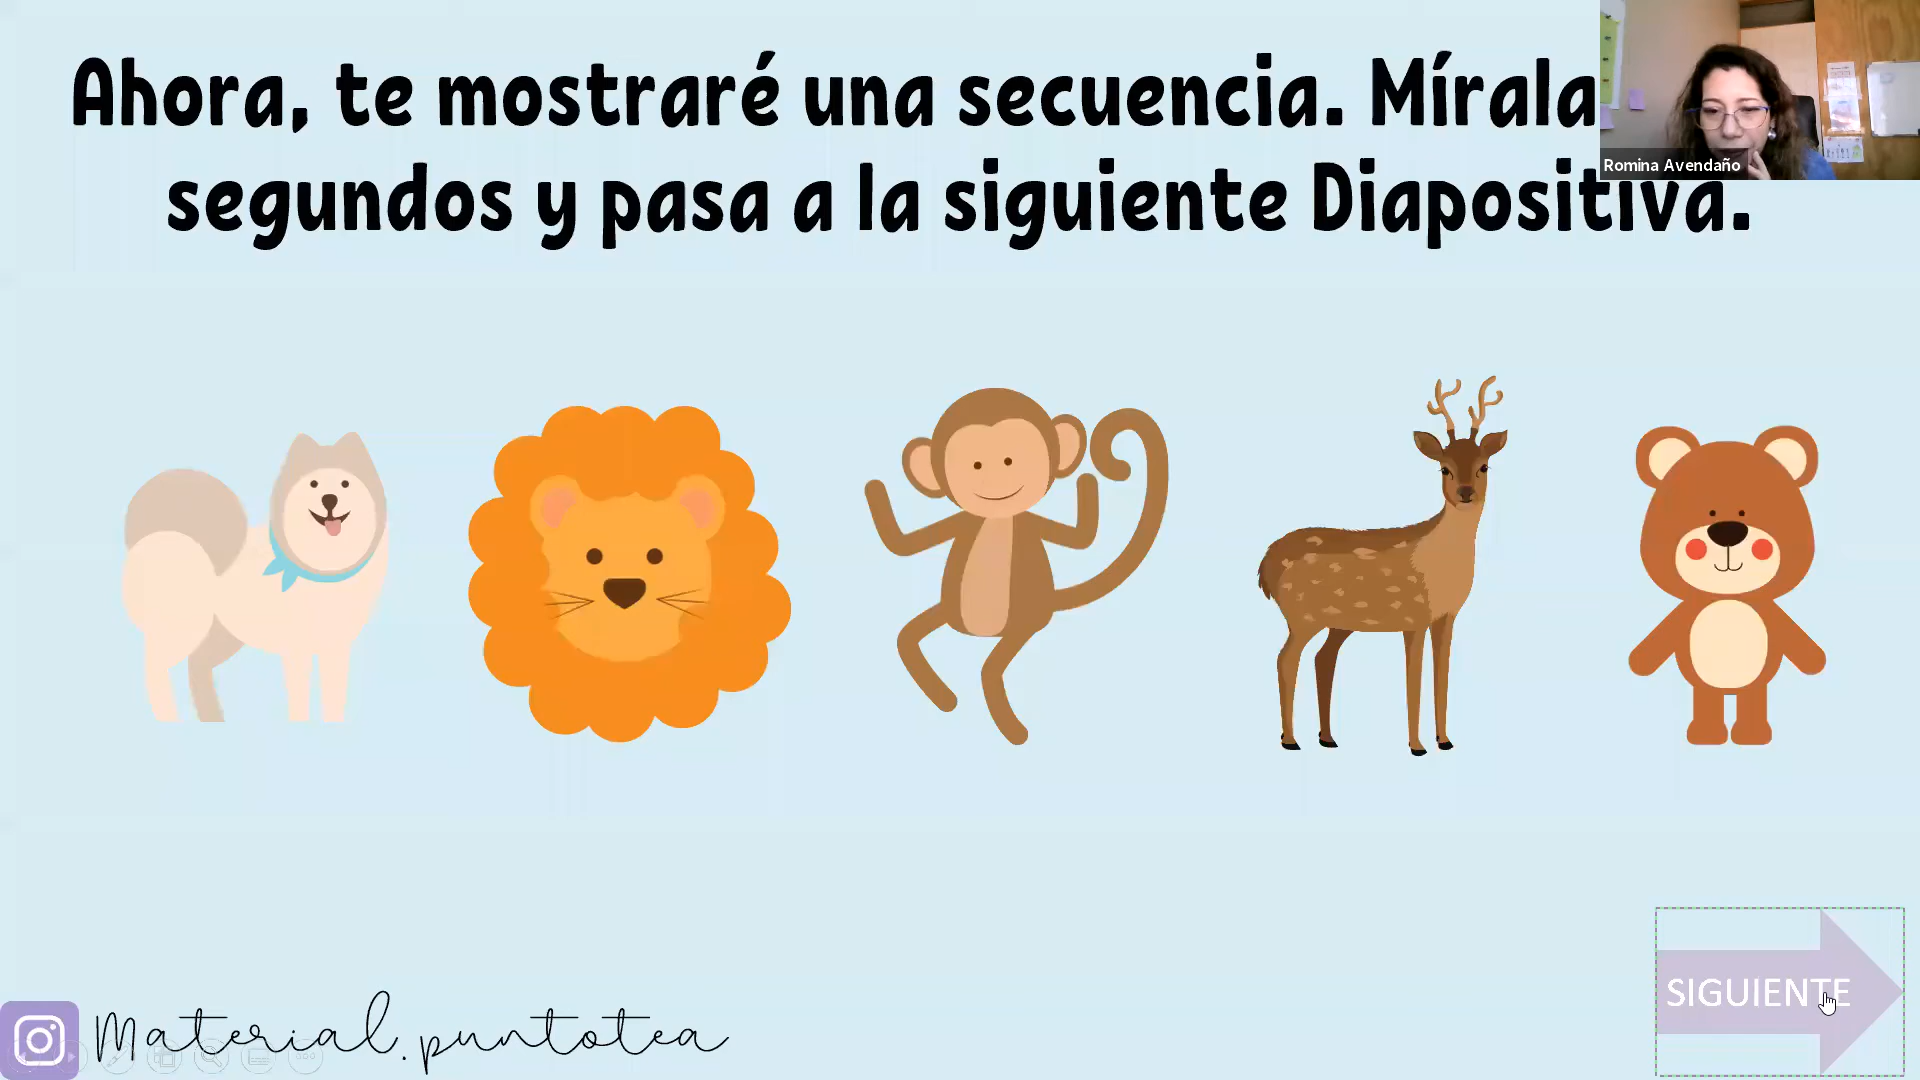 Ahora, te mostraré una secuencia. Mírala
segundos y pasa a la siguiente Diapositiva.
Romina Avendaño
SIGUIENTE
Material.puntotea